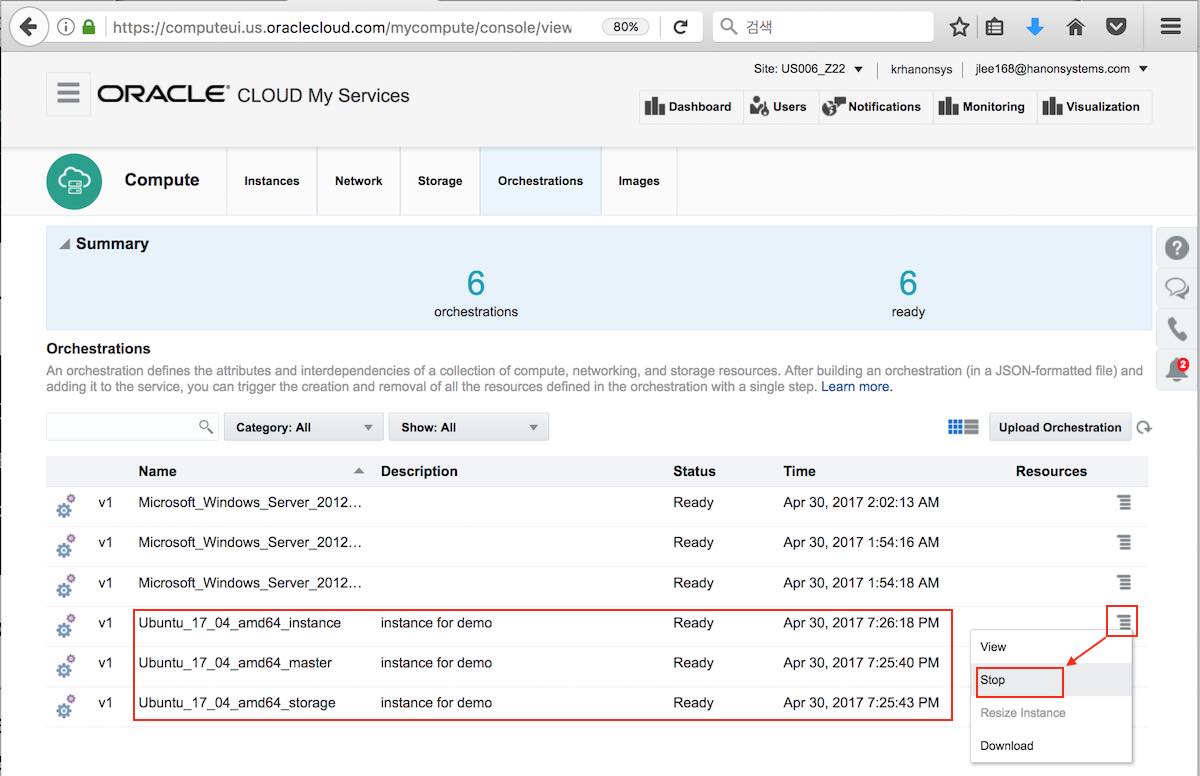 https://computeui.us.oraclecloud.com/mycompute/console/view
80%
검색
Site: US006_Z22
krhanonsys
jlee168@hanonsystems.com
ORACLE® CLOUD My Services
Dashboard
Users
Notifications
Monitoring
Visualization
Compute
Instances
Network
Storage
Orchestrations
Images
Summary
6
orchestrations
6
ready
2
Orchestrations
An orchestration defines the attributes and interdependencies of a collection of compute, networking, and storage resources. After building an orchestration (in a JSON-formatted file) and
adding it to the service, you can trigger the creation and removal of all the resources defined in the orchestration with a single step. Learn more.
Category: All
Show: All
Upload Orchestration
Name Description Status Time Resources
v1 Microsoft_Windows_Server_2012... Ready Apr 30, 2017 2:02:13 AM
v1 Microsoft_Windows_Server_2012... Ready Apr 30, 2017 1:54:16 AM
v1 Microsoft_Windows_Server_2012... Ready Apr 30, 2017 1:54:18 AM
v1 Ubuntu_17_04_amd64_instance instance for demo Ready Apr 30, 2017 7:26:18 PM
v1 Ubuntu_17_04_amd64_master instance for demo Ready Apr 30, 2017 7:25:40 PM
v1 Ubuntu_17_04_amd64_storage instance for demo Ready Apr 30, 2017 7:25:43 PM
View
Stop
Resize Instance
Download